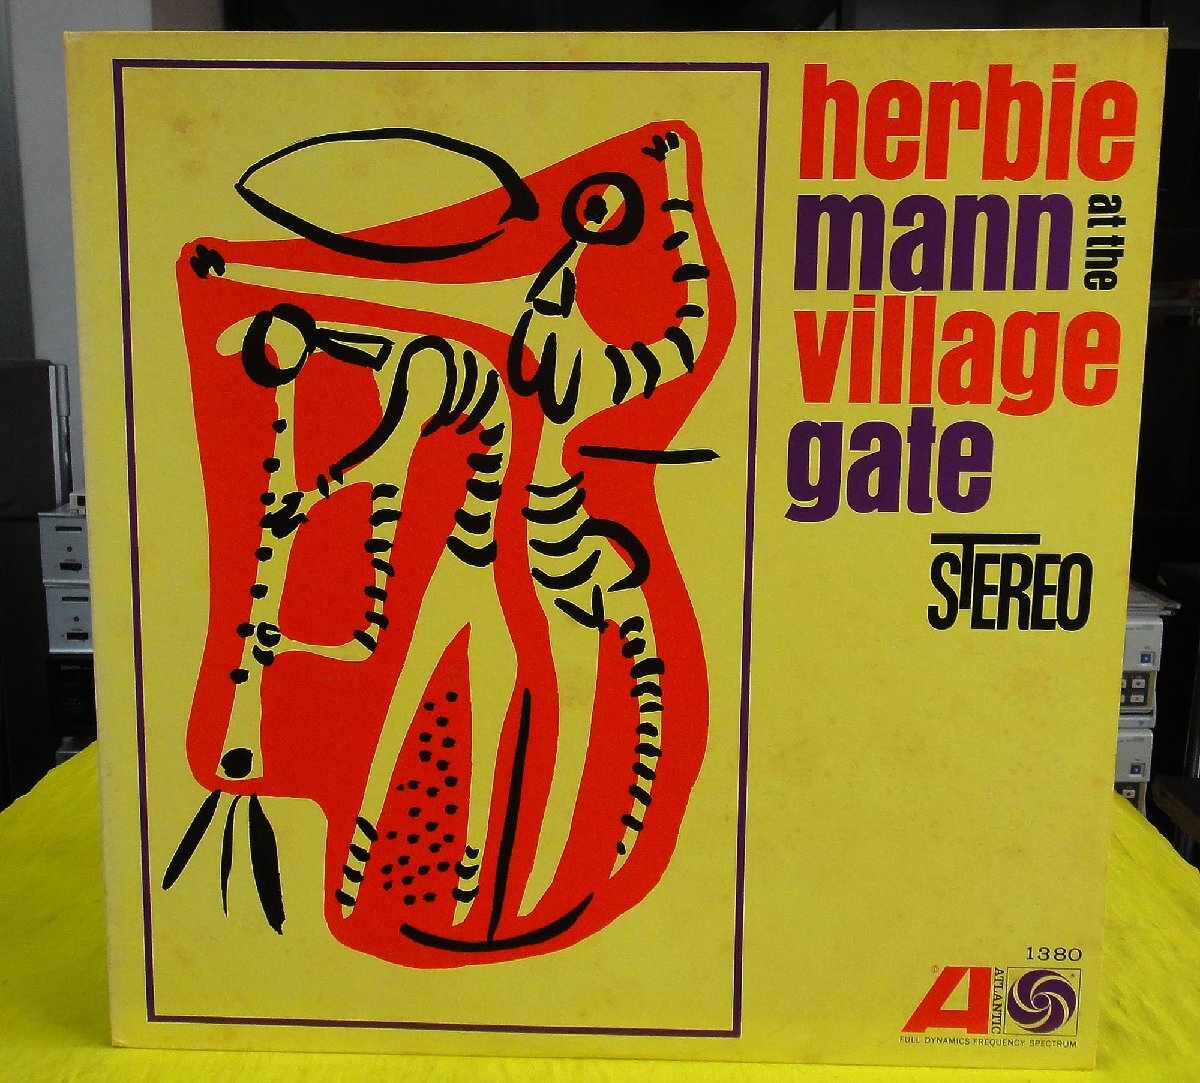 herbie
mann at the
village
gate
STEREO
1380
A ATLANTIC
FULL DYNAMICS-FREQUENCY SPECTRUM